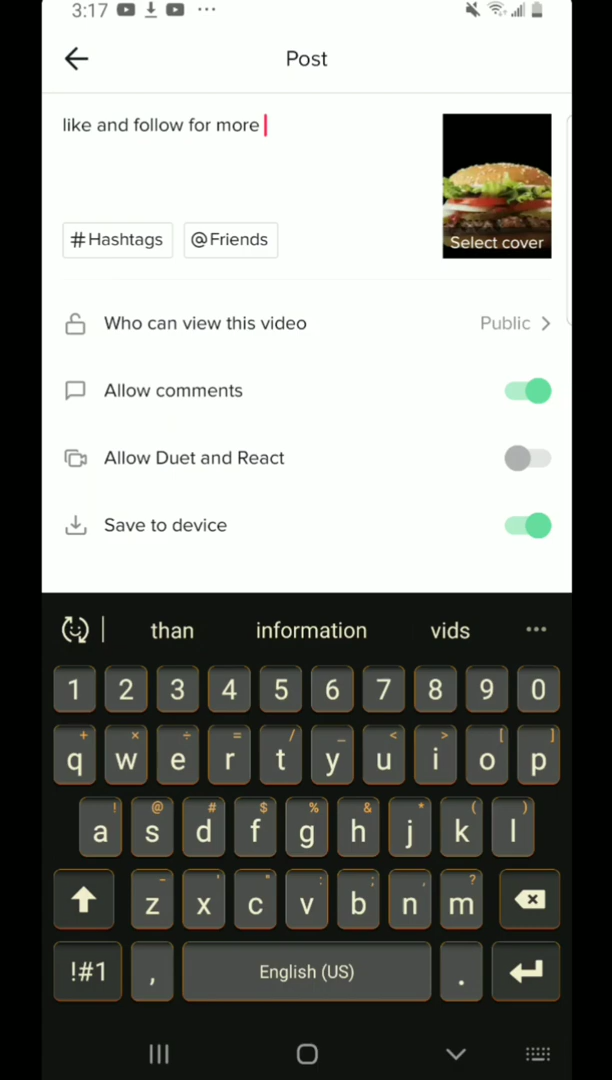 3:17 ...
Post
like and follow for more
Select cover
#Hashtags @Friends
Who can view this video Public >
Allow comments
Allow Duet and React
Save to device
than information vids ...
1 2 3 4 5 6 7 8 9 0
+ × ÷ = / _ < > [ ]
q w e r t y u i o p
! @ # $ % & * ( )
a s d f g h j k l
- ' " : ; , ?
z x c v b n m
!#1 , English (US) .